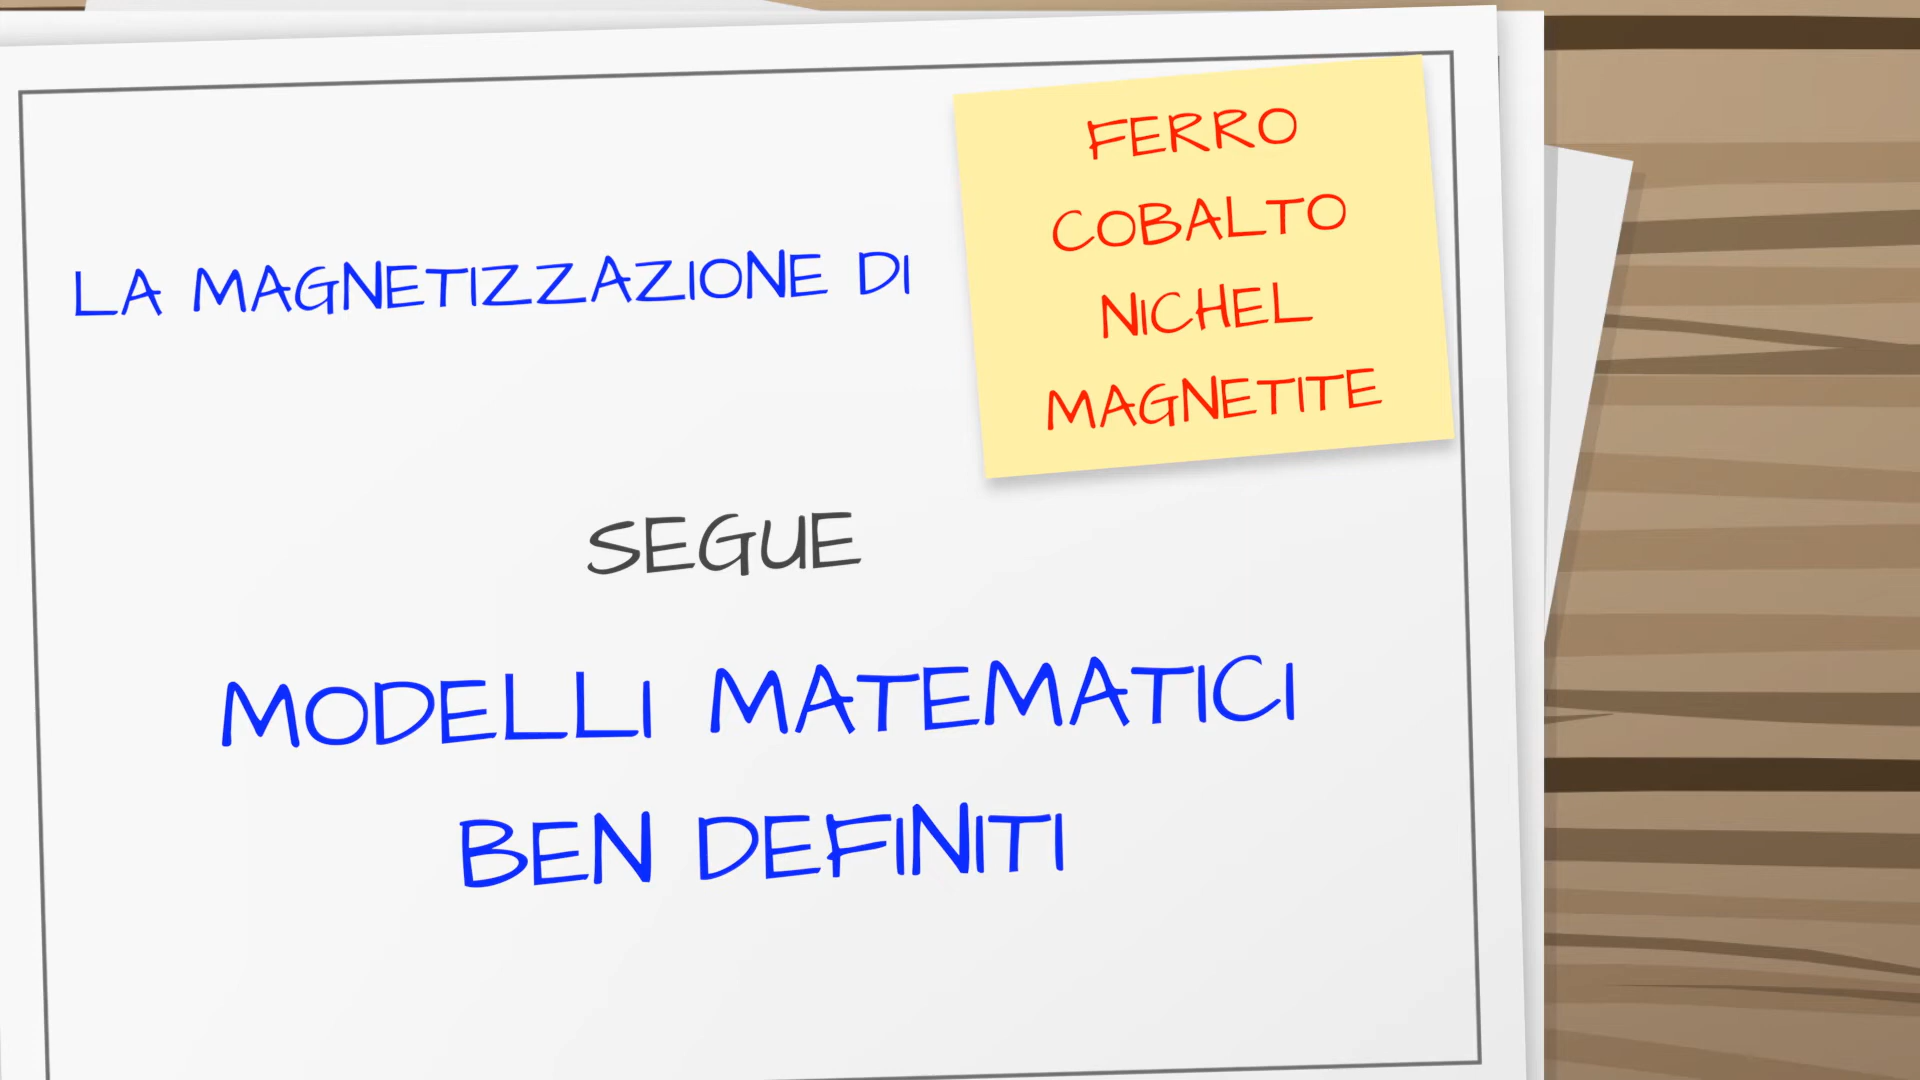 LA MAGNETIZZAZIONE DI
FERRO
COBALTO
NICHEL
MAGNETITE
SEGUE
MODELLI MATEMATICI
BEN DEFINITI